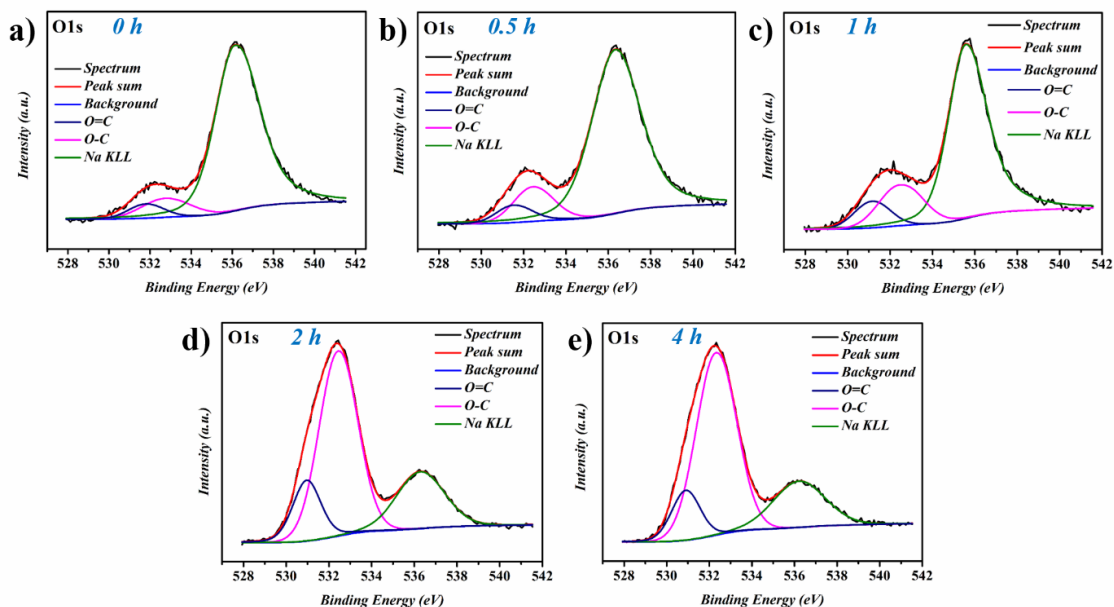 a) O1s 0 h
Spectrum
Peak sum
Background
O=C
O-C
Na KLL
Intensity (a.u.)
528 530 532 534 536 538 540 542
Binding Energy (eV)
b) O1s 0.5 h
Spectrum
Peak sum
Background
O=C
O-C
Na KLL
Intensity (a.u.)
528 530 532 534 536 538 540 542
Binding Energy (eV)
c) O1s 1 h
Spectrum
Peak sum
Background
O=C
O-C
Na KLL
Intensity (a.u.)
528 530 532 534 536 538 540 542
Binding Energy (eV)
d) O1s 2 h
Spectrum
Peak sum
Background
O=C
O-C
Na KLL
Intensity (a.u.)
528 530 532 534 536 538 540 542
Binding Energy (eV)
e) O1s 4 h
Spectrum
Peak sum
Background
O=C
O-C
Na KLL
Intensity (a.u.)
528 530 532 534 536 538 540 542
Binding Energy (eV)